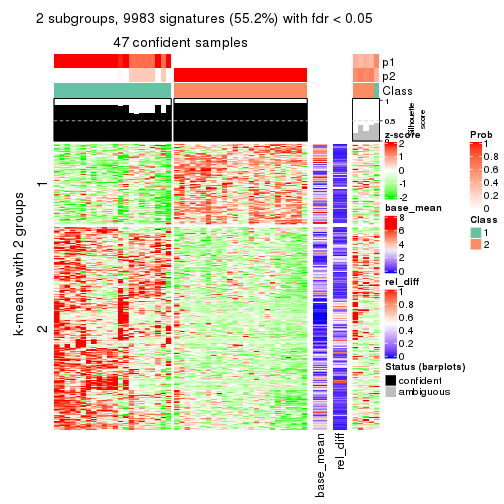 2 subgroups, 9983 signatures (55.2%) with fdr < 0.05
47 confident samples
p1
p2
Class
1
0.5
0
Silhouette score
k-means with 2 groups
1
2
base_mean
rel_diff
z-score
2
1
0
-1
-2
base_mean
8
6
4
2
0
rel_diff
1
0.8
0.6
0.4
0.2
0
Status (barplots)
confident
ambiguous
Prob
1
0.8
0.6
0.4
0.2
0
Class
1
2